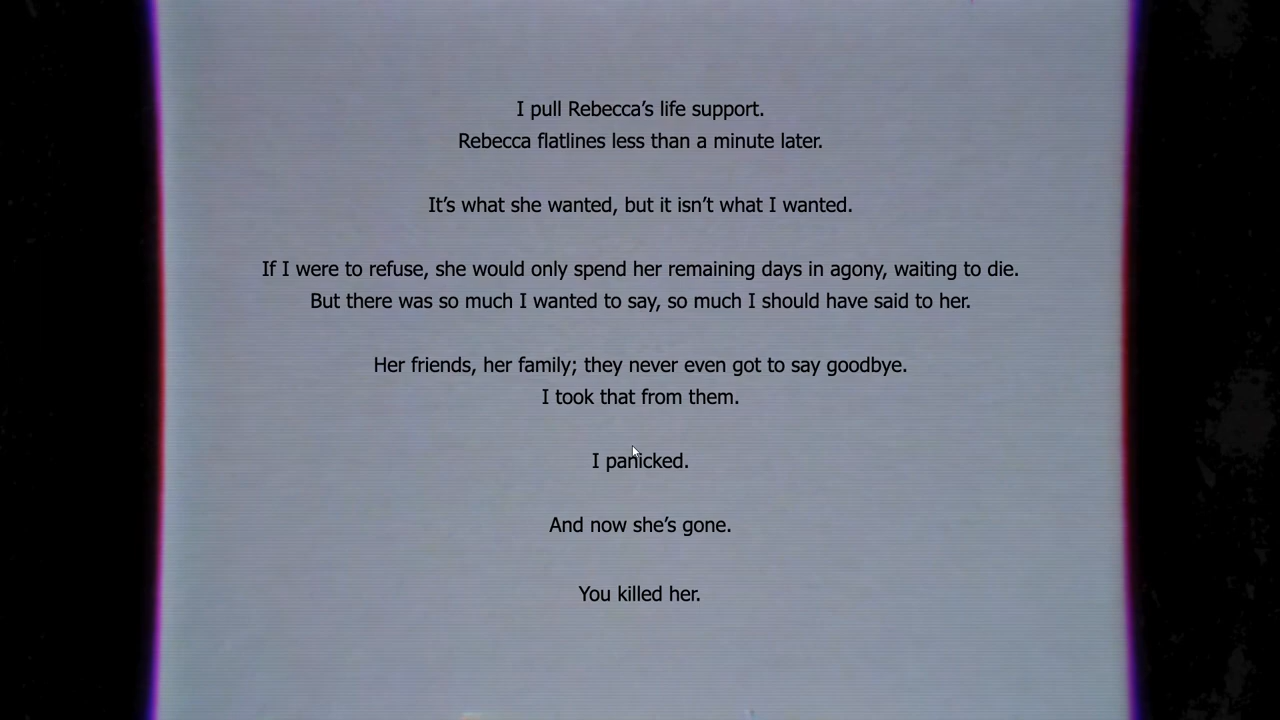 I pull Rebecca’s life support.
Rebecca flatlines less than a minute later.
It’s what she wanted, but it isn’t what I wanted.
If I were to refuse, she would only spend her remaining days in agony, waiting to die.
But there was so much I wanted to say, so much I should have said to her.
Her friends, her family; they never even got to say goodbye.
I took that from them.
I panicked.
And now she’s gone.
You killed her.